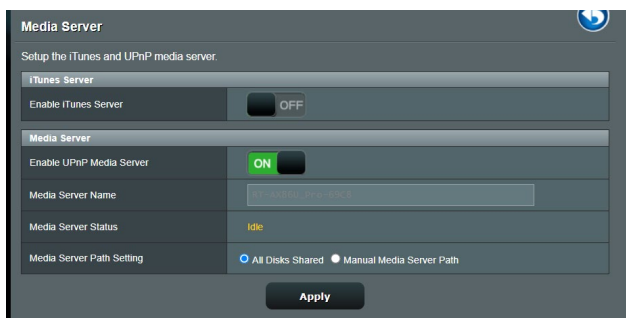 Media Server
Setup the iTunes and UPnP media server.
iTunes Server
Enable iTunes Server OFF
Media Server
Enable UPnP Media Server ON
Media Server Name
Media Server Status Idle
Media Server Path Setting All Disks Shared Manual Media Server Path
Apply